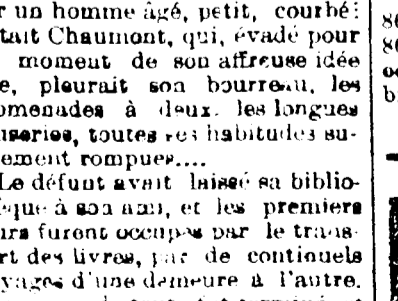 r un homme âgé, petit, courbé:
tait Chaumont, qui, évadé pour
moment de son affreuse idée
e, pleurait son bourreau, les
omenades à deux, les longues
useries, toutes ses habitudes su-
ement rompues....
Le défunt avait laissé sa biblio-
èque à son ami, et les premiers
urs furent occupés par le trans-
rt des livres, par de continuels
yages d'une demeure à l'autre.